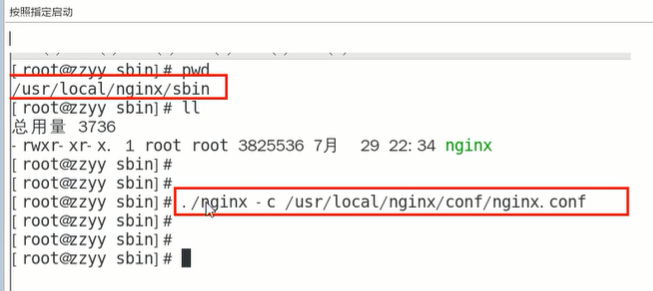 按照指定启动
[root@zzyy sbin]# pwd
/usr/local/nginx/sbin
[root@zzyy sbin]# ll
总用量 3736
-rwxr-xr-x. 1 root root 3825536 7月  29 22:34 nginx
[root@zzyy sbin]#
[root@zzyy sbin]#
[root@zzyy sbin]# ./nginx -c /usr/local/nginx/conf/nginx.conf
[root@zzyy sbin]#
[root@zzyy sbin]#
[root@zzyy sbin]#